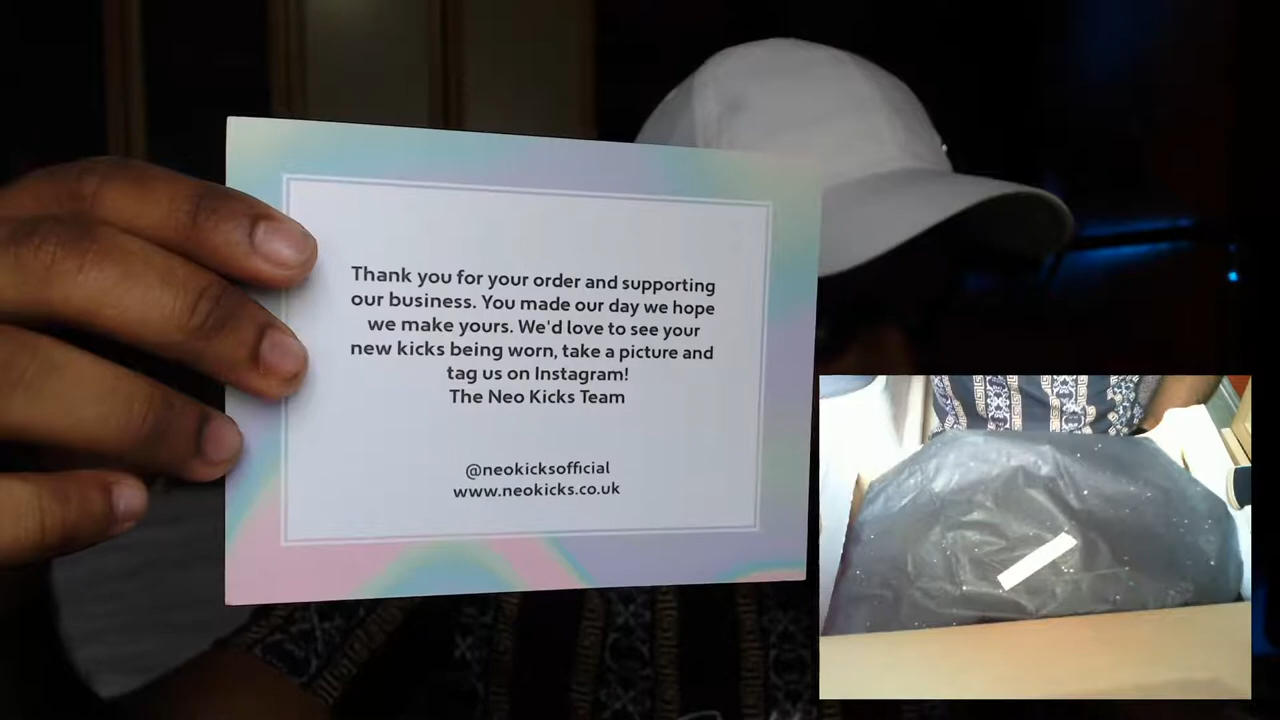 Thank you for your order and supporting
our business. You made our day we hope
we make yours. We'd love to see your
new kicks being worn, take a picture and
tag us on Instagram!
The Neo Kicks Team
@neokicksofficial
www.neokicks.co.uk